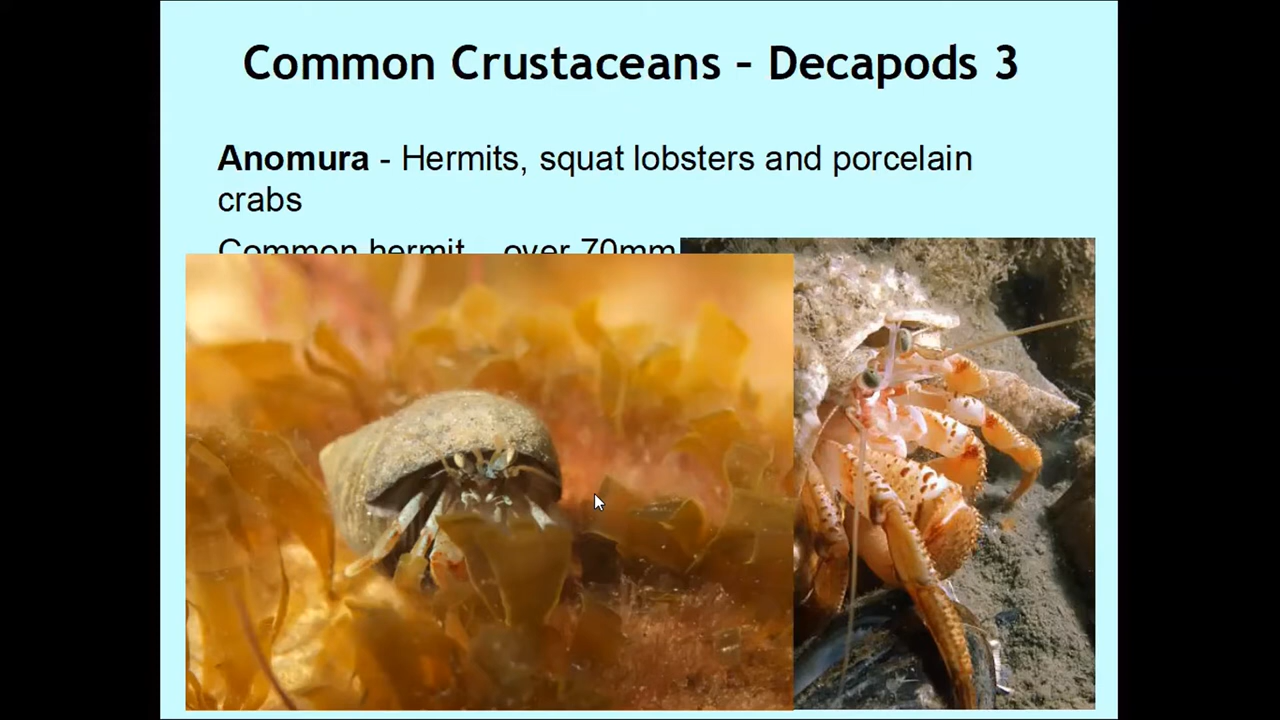 Common Crustaceans – Decapods 3
Anomura - Hermits, squat lobsters and porcelain
crabs
Common hermit – over 70mm